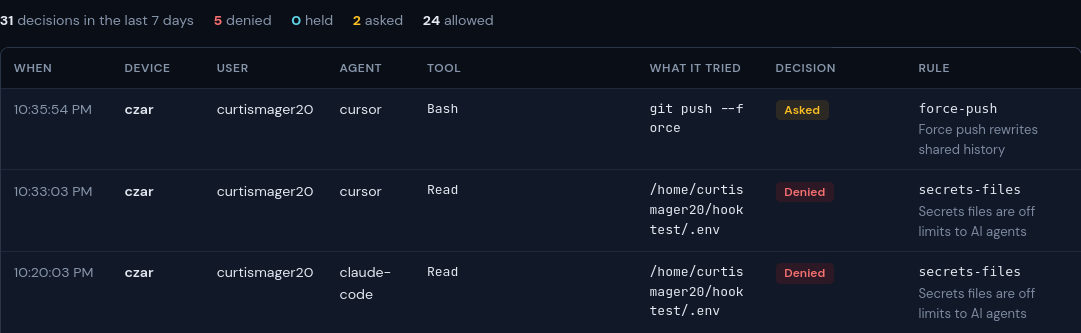 31 decisions in the last 7 days 5 denied 0 held 2 asked 24 allowed
WHEN DEVICE USER AGENT TOOL WHAT IT TRIED DECISION RULE
10:35:54 PM czar curtismager20 cursor Bash git push --f Asked force-push
orce Force push rewrites
shared history
10:33:03 PM czar curtismager20 cursor Read /home/curtis Denied secrets-files
mager20/hook Secrets files are off
test/.env limits to AI agents
10:20:03 PM czar curtismager20 claude- Read /home/curtis Denied secrets-files
code mager20/hook Secrets files are off
test/.env limits to AI agents